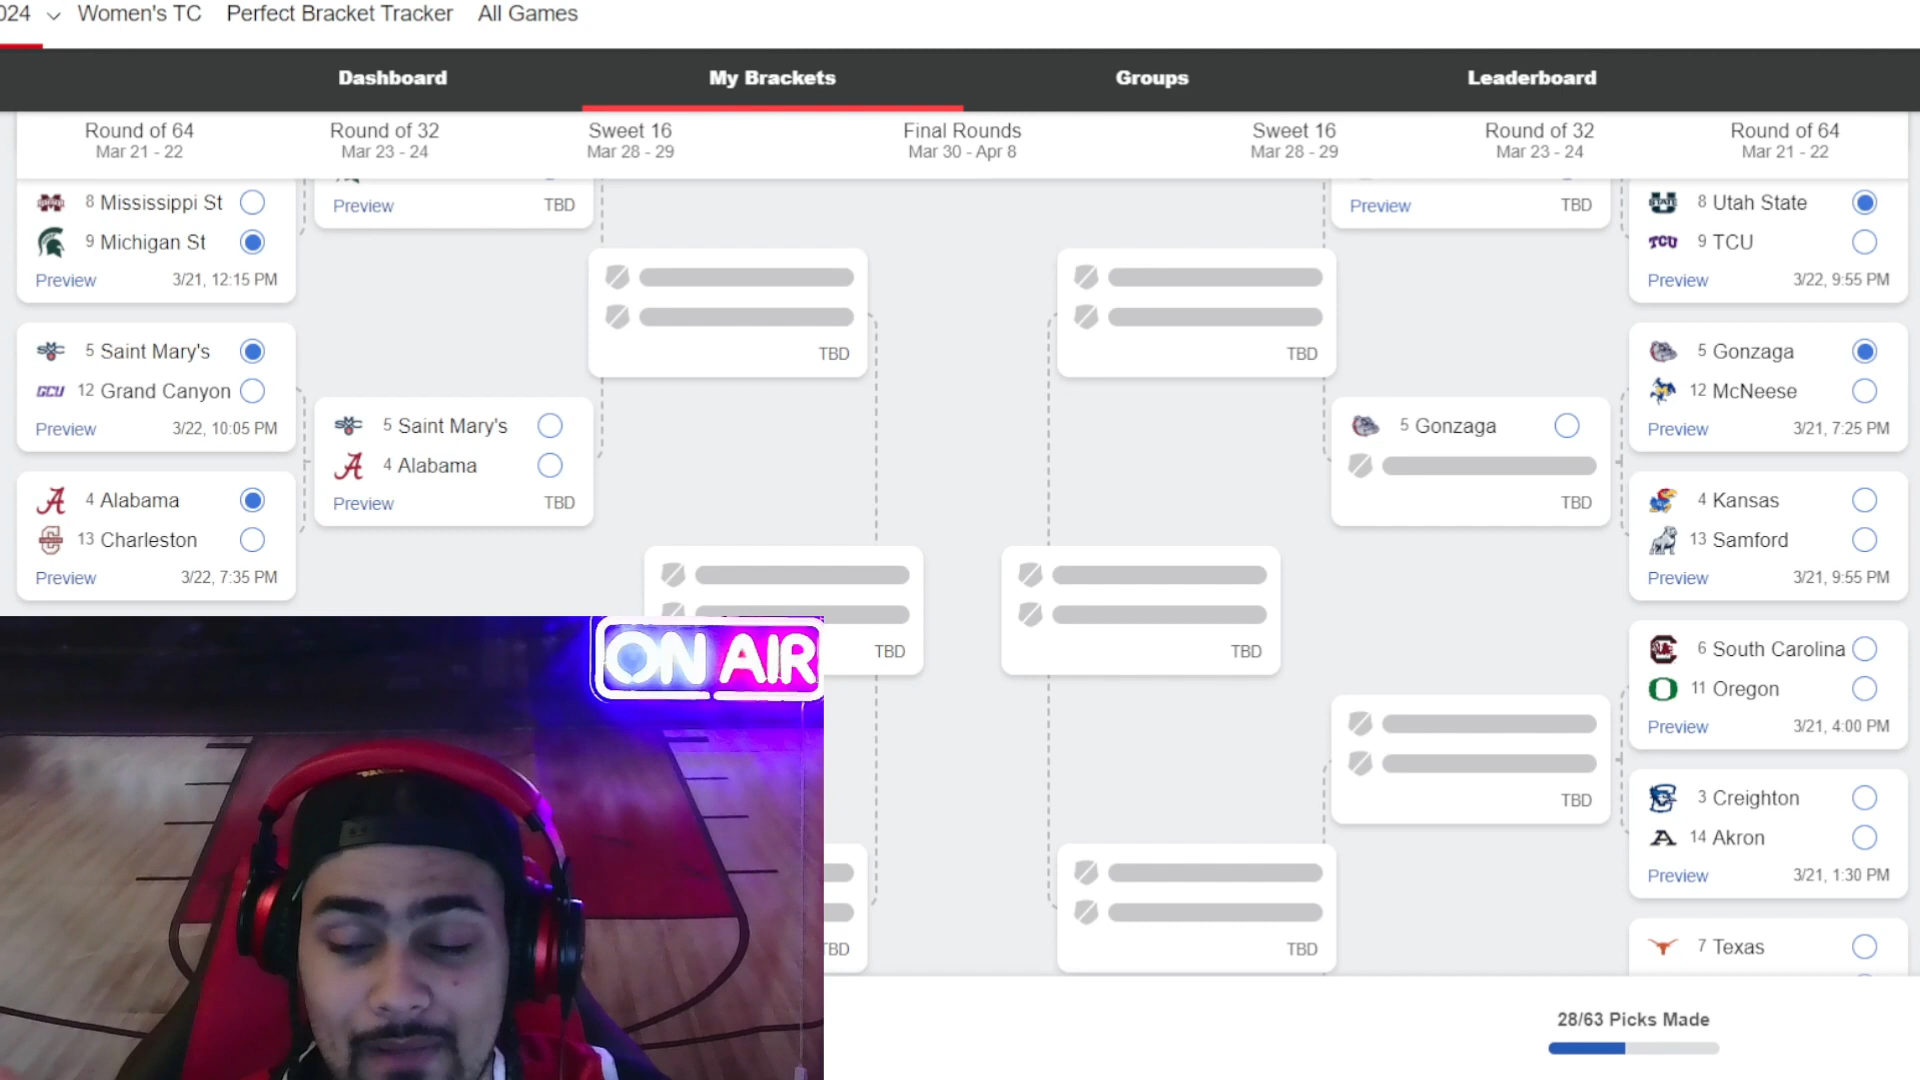 024 Women's TC Perfect Bracket Tracker All Games
Dashboard My Brackets Groups Leaderboard
Round of 64 Round of 32 Sweet 16 Final Rounds Sweet 16 Round of 32 Round of 64
Mar 21 - 22 Mar 23 - 24 Mar 28 - 29 Mar 30 - Apr 8 Mar 28 - 29 Mar 23 - 24 Mar 21 - 22
8 Mississippi St
9 Michigan St
Preview 3/21, 12:15 PM
5 Saint Mary's
GCU 12 Grand Canyon
Preview 3/22, 10:05 PM
4 Alabama
13 Charleston
Preview 3/22, 7:35 PM
Preview TBD
5 Saint Mary's
4 Alabama
Preview TBD
TBD
TBD
TBD
ON AIR
TBD
TBD
TBD
Preview TBD
5 Gonzaga
TBD
TBD
8 Utah State
TCU 9 TCU
Preview 3/22, 9:55 PM
5 Gonzaga
12 McNeese
Preview 3/21, 7:25 PM
4 Kansas
13 Samford
Preview 3/21, 9:55 PM
6 South Carolina
11 Oregon
Preview 3/21, 4:00 PM
3 Creighton
14 Akron
Preview 3/21, 1:30 PM
7 Texas
28/63 Picks Made